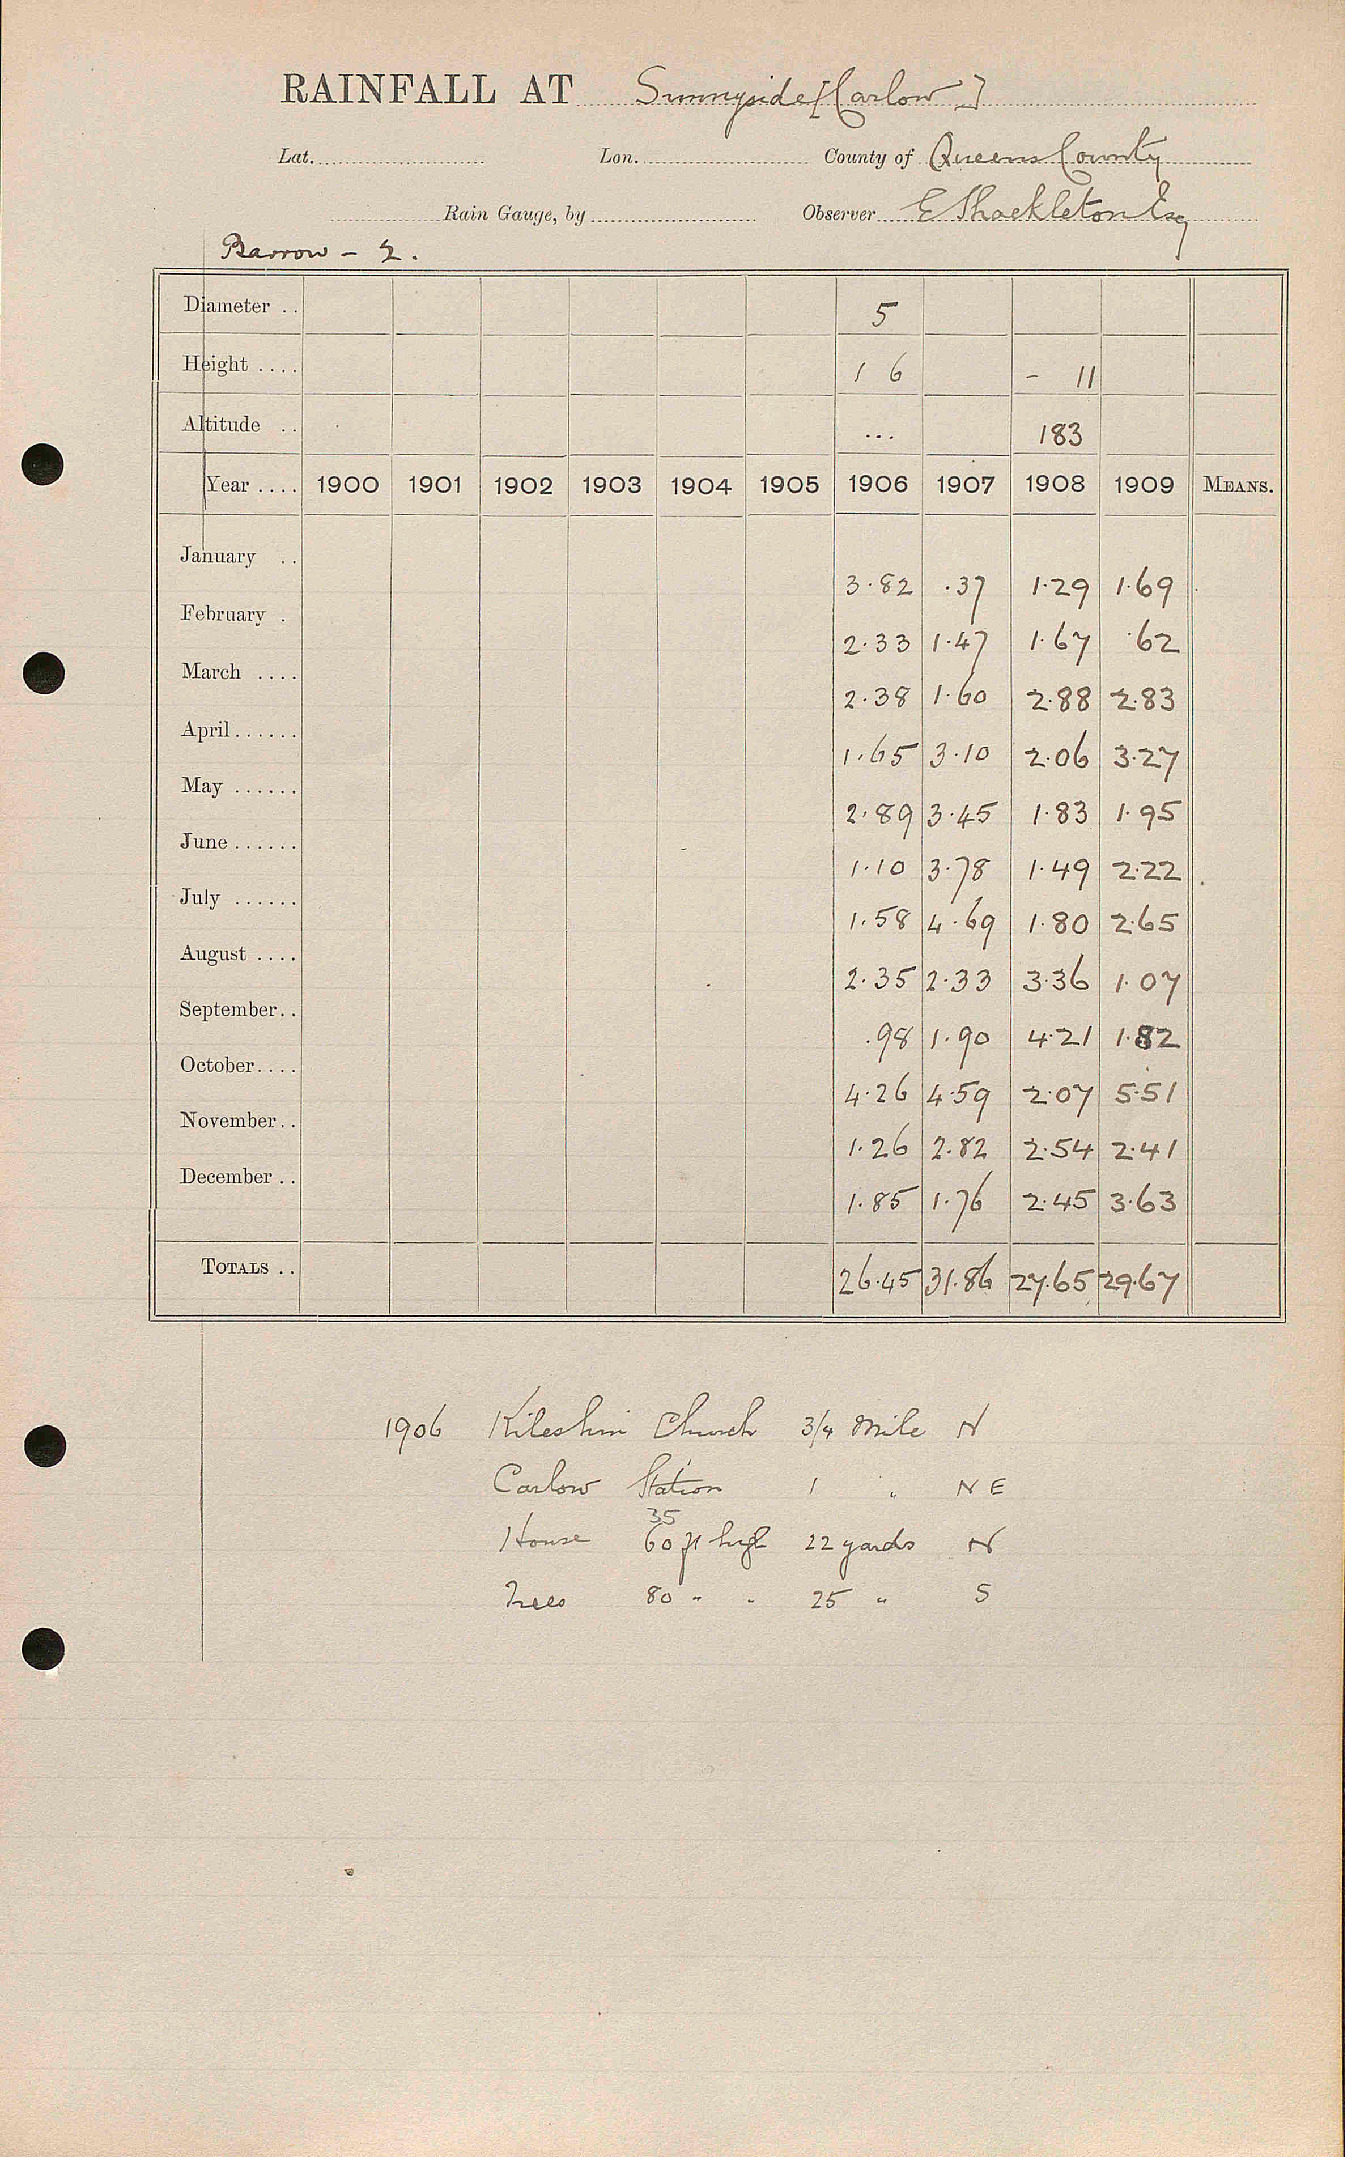 RAINFALL AT Sunnyside [Carlow]
Lat. Lon. County of Queens County
Rain Gauge, by Observer E Shackleton Esq
Barrow - 2.
Diameter .. 5
Height .... 1 6 - 11
Altitude .. ... 183
Year .... 1900 1901 1902 1903 1904 1905 1906 1907 1908 1909 MEANS.
January .. 3.82 .37 1.29 1.69
February . 2.33 1.47 1.67 .62
March .... 2.38 1.60 2.88 2.83
April ...... 1.65 3.10 2.06 3.27
May ...... 2.89 3.45 1.83 1.95
June ...... 1.10 3.78 1.49 2.22
July ...... 1.58 4.69 1.80 2.65
August .... 2.35 2.33 3.36 1.07
September.. .98 1.90 4.21 1.82
October.... 4.26 4.59 2.07 5.51
November.. 1.26 2.82 2.54 2.41
December .. 1.85 1.76 2.45 3.63
TOTALS .. 26.45 31.86 27.65 29.67
1906 Kileshin Church 3/4 Mile N
Carlow Station 1 " N E
35
House 60 ft high 22 yards N
Trees 80 " " 25 " S